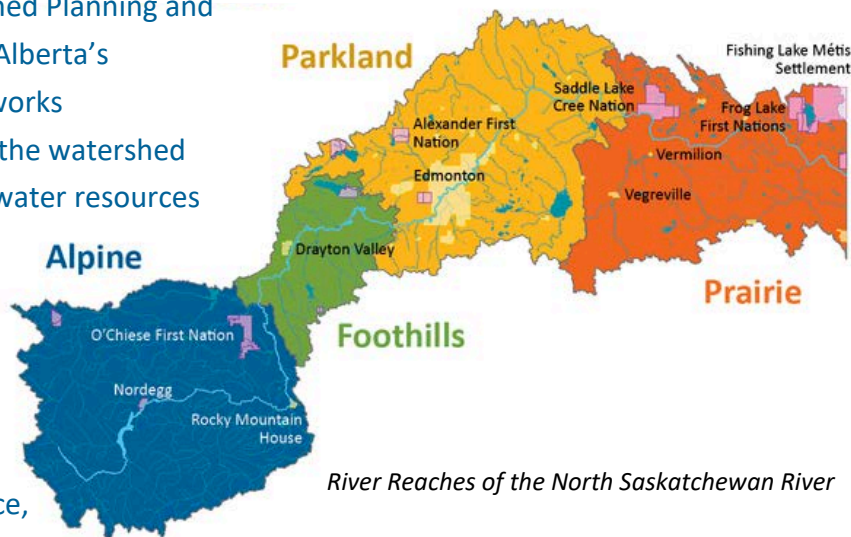 ned Planning and
Alberta's
works
the watershed
water resources
ce,
Parkland
Fishing Lake Métis
Settlement
Saddle Lake
Cree Nation
Frog Lake
First Nations
Alexander First
Nation
Edmonton
Vermilion
Vegreville
Alpine
Drayton Valley
Prairie
O'Chiese First Nation
Foothills
Nordegg
Rocky Mountain
House
River Reaches of the North Saskatchewan River